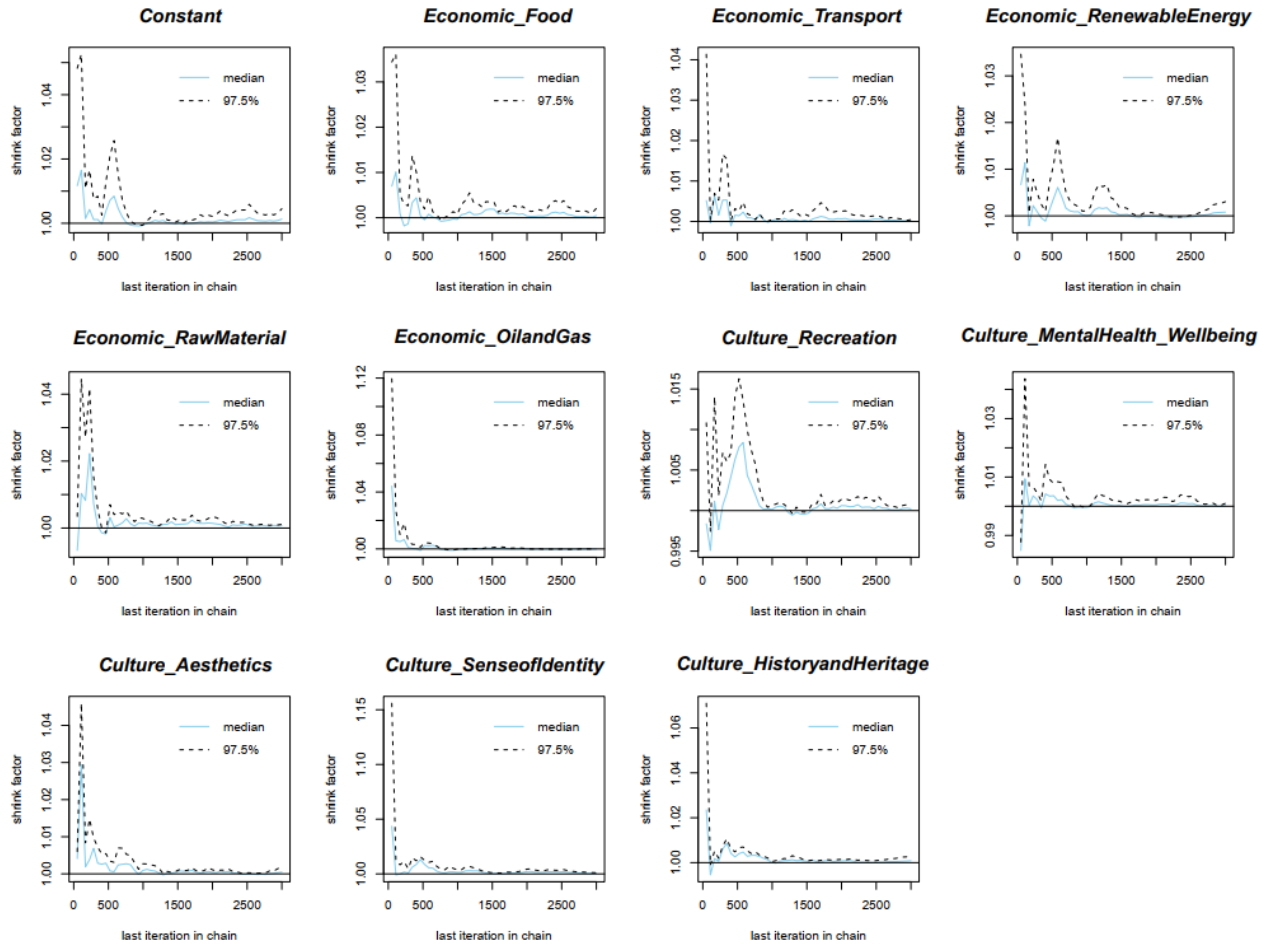 Constant
Economic_Food
Economic_Transport
Economic_RenewableEnergy
shrink factor
1.00
1.02
1.04
median
97.5%
0
500
1500
2500
last iteration in chain
shrink factor
1.00
1.01
1.02
1.03
median
97.5%
0
500
1500
2500
last iteration in chain
shrink factor
1.00
1.01
1.02
1.03
1.04
median
97.5%
0
500
1500
2500
last iteration in chain
shrink factor
1.00
1.01
1.02
1.03
median
97.5%
0
500
1500
2500
last iteration in chain
Economic_RawMaterial
Economic_OilandGas
Culture_Recreation
Culture_MentalHealth_Wellbeing
shrink factor
1.00
1.02
1.04
median
97.5%
0
500
1500
2500
last iteration in chain
shrink factor
1.00
1.04
1.08
1.12
median
97.5%
0
500
1500
2500
last iteration in chain
shrink factor
0.995
1.005
1.015
median
97.5%
0
500
1500
2500
last iteration in chain
shrink factor
0.99
1.01
1.03
median
97.5%
0
500
1500
2500
last iteration in chain
Culture_Aesthetics
Culture_SenseofIdentity
Culture_HistoryandHeritage
shrink factor
1.00
1.01
1.02
1.03
1.04
median
97.5%
0
500
1500
2500
last iteration in chain
shrink factor
1.00
1.05
1.10
1.15
median
97.5%
0
500
1500
2500
last iteration in chain
shrink factor
1.00
1.02
1.04
1.06
median
97.5%
0
500
1500
2500
last iteration in chain